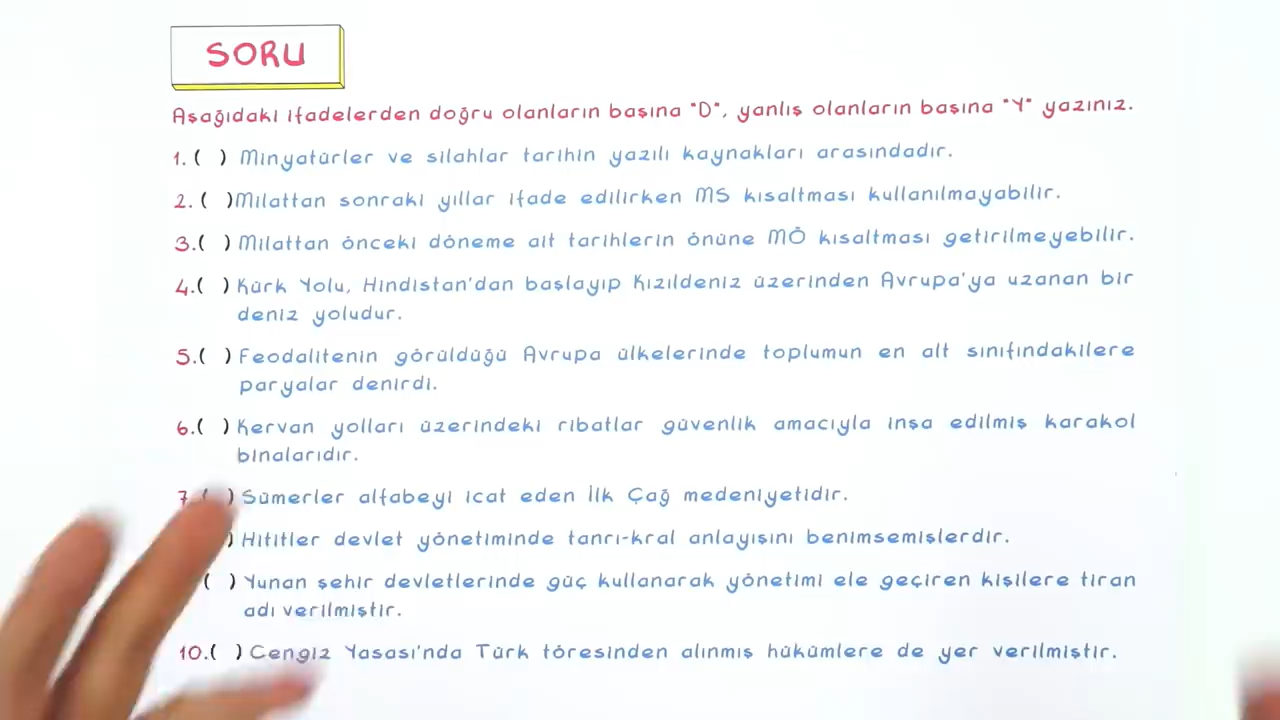 SORU
Aşağıdaki ifadelerden doğru olanların başına "D", yanlış olanların başına "Y" yazınız.
1. ( ) Minyatürler ve silahlar tarihin yazılı kaynakları arasındadır.
2. ( ) Milattan sonraki yıllar ifade edilirken MS kısaltması kullanılmayabilir.
3. ( ) Milattan önceki döneme ait tarihlerin önüne MÖ kısaltması getirilmeyebilir.
4. ( ) Kürk Yolu, Hindistan'dan başlayıp Kızıldeniz üzerinden Avrupa'ya uzanan bir
deniz yoludur.
5. ( ) Feodalitenin görüldüğü Avrupa ülkelerinde toplumun en alt sınıfındakilere
paryalar denirdi.
6. ( ) Kervan yolları üzerindeki ribatlar güvenlik amacıyla inşa edilmiş karakol
binalarıdır.
7. ( ) Sümerler alfabeyi icat eden İlk Çağ medeniyetidir.
) Hititler devlet yönetiminde tanrı-kral anlayışını benimsemişlerdir.
( ) Yunan şehir devletlerinde güç kullanarak yönetimi ele geçiren kişilere tiran
adı verilmiştir.
10. ( ) Cengiz Yasası'nda Türk töresinden alınmış hükümlere de yer verilmiştir.